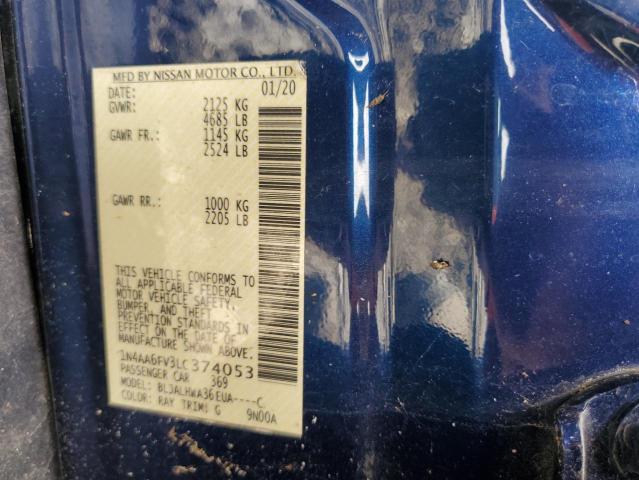 MFD BY NISSAN MOTOR CO., LTD.
DATE: 01/20
GVWR: 2125 KG
4685 LB
GAWR FR.: 1145 KG
2524 LB
GAWR RR.: 1000 KG
2205 LB
THIS VEHICLE CONFORMS TO
ALL APPLICABLE FEDERAL
MOTOR VEHICLE SAFETY,
BUMPER, AND THEFT
PREVENTION STANDARDS
IN EFFECT ON THE DATE OF
MANUFACTURE SHOWN ABOVE.
1N4AA6FV3LC374053
PASSENGER CAR 369
MODEL: BL3ALHWA36EUA----C
COLOR: RAY TRIM: G 9N00A